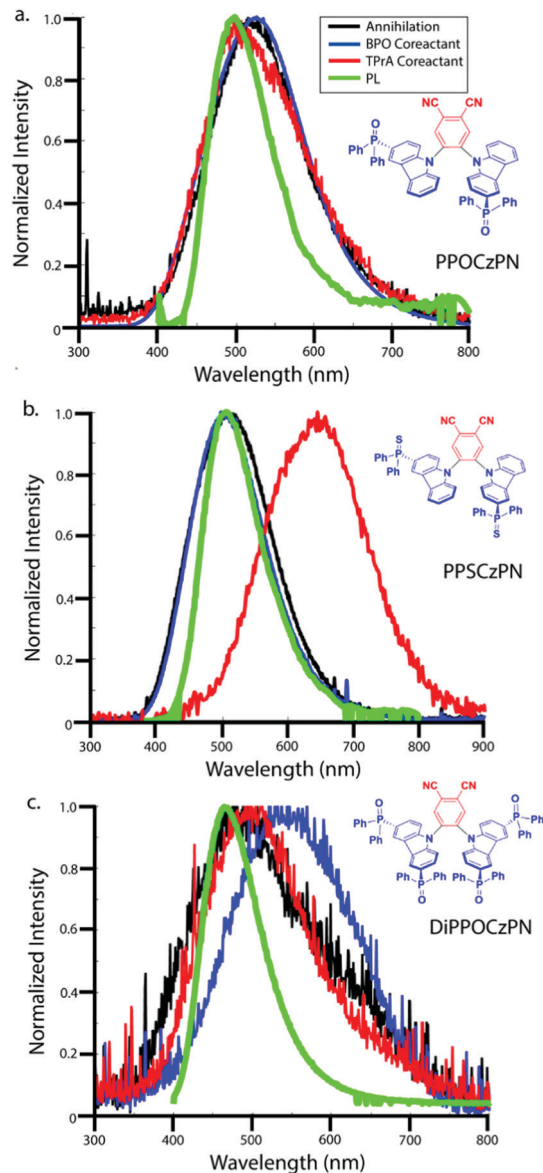 a.
Annihilation
BPO Coreactant
TPrA Coreactant
PL
1.0
0.8
0.6
0.4
0.2
0
Normalized Intensity
NC CN
O
Ph P
Ph
N N
Ph
P
Ph
O
PPOCzPN
300 400 500 600 700 800
Wavelength (nm)
b.
1.0
0.8
0.6
0.4
0.2
0
Normalized Intensity
NC CN
S
Ph P
Ph
N N
Ph P Ph
S
PPSCzPN
300 400 500 600 700 800 900
Wavelength (nm)
c.
1.0
0.8
0.6
0.4
0.2
0
Normalized Intensity
NC CN
O O
Ph P P Ph
Ph Ph
N N
Ph P Ph Ph P Ph
O O
DiPPOCzPN
300 400 500 600 700 800
Wavelength (nm)